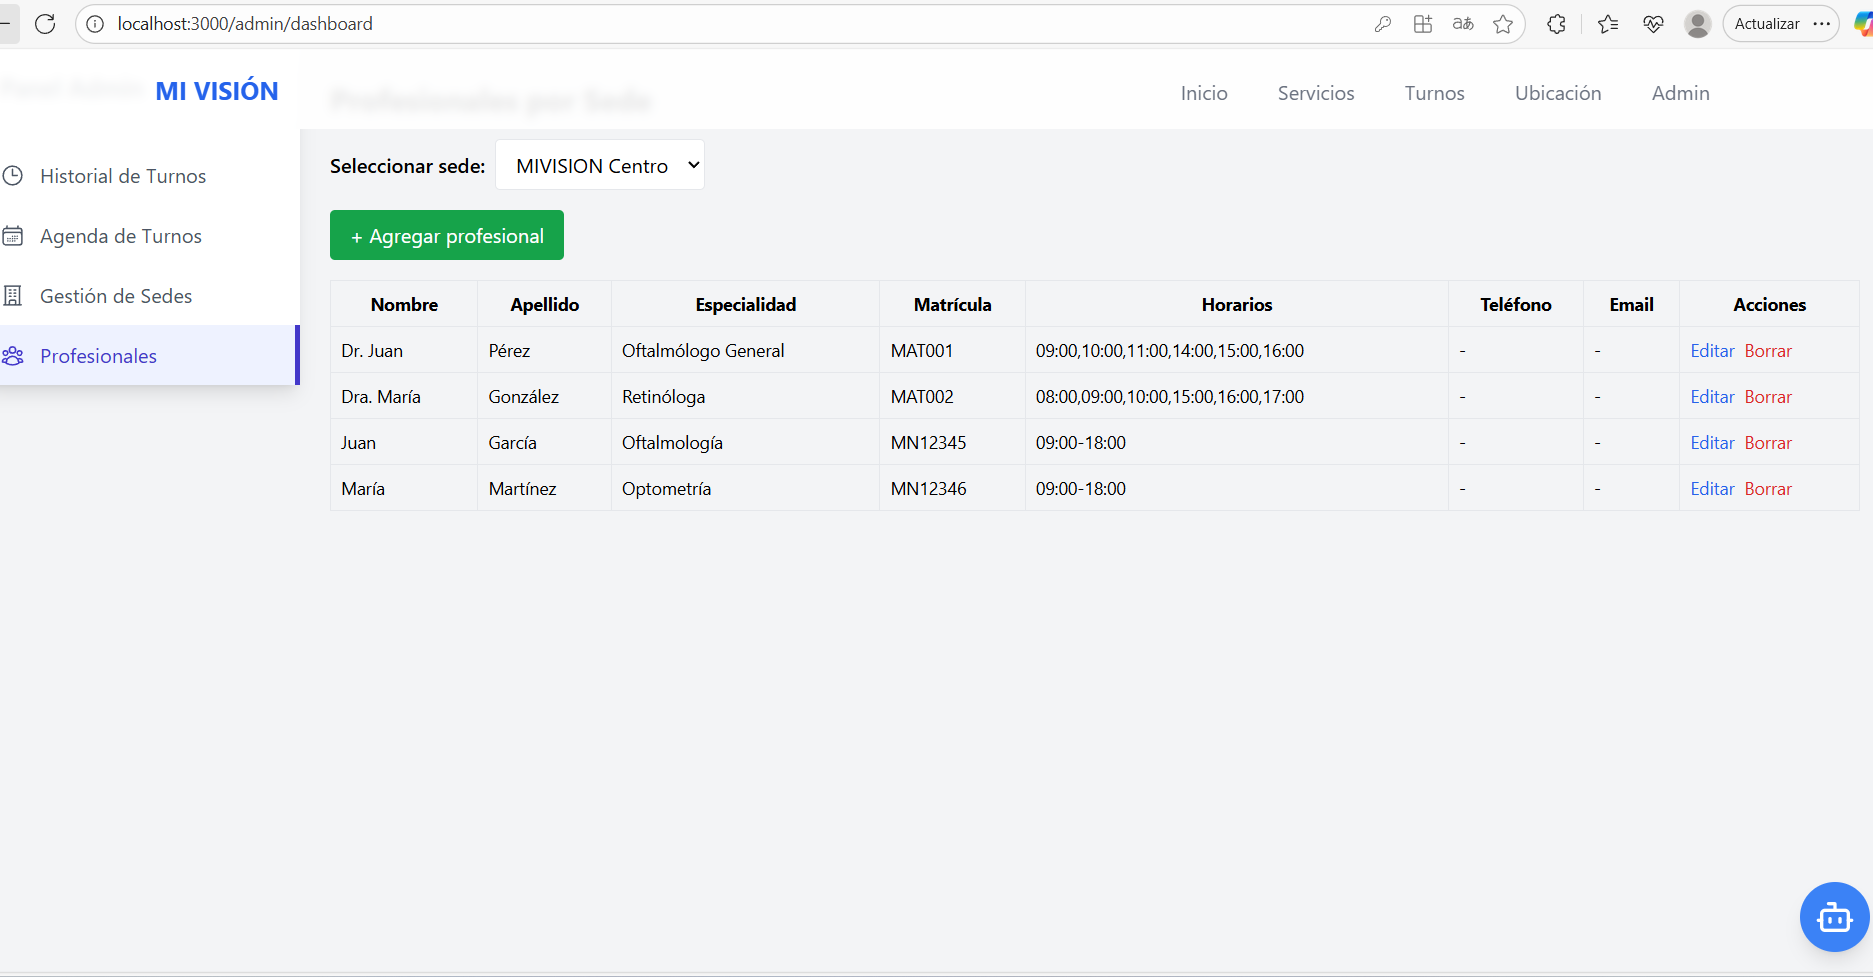 localhost:3000/admin/dashboard
Actualizar
MI VISIÓN
Profesionales por Sede
Inicio
Servicios
Turnos
Ubicación
Admin
Historial de Turnos
Agenda de Turnos
Gestión de Sedes
Profesionales
Seleccionar sede: MIVISION Centro
+ Agregar profesional
Nombre Apellido Especialidad Matrícula Horarios Teléfono Email Acciones
Dr. Juan Pérez Oftalmólogo General MAT001 09:00,10:00,11:00,14:00,15:00,16:00 - - Editar Borrar
Dra. María González Retinóloga MAT002 08:00,09:00,10:00,15:00,16:00,17:00 - - Editar Borrar
Juan García Oftalmología MN12345 09:00-18:00 - - Editar Borrar
María Martínez Optometría MN12346 09:00-18:00 - - Editar Borrar